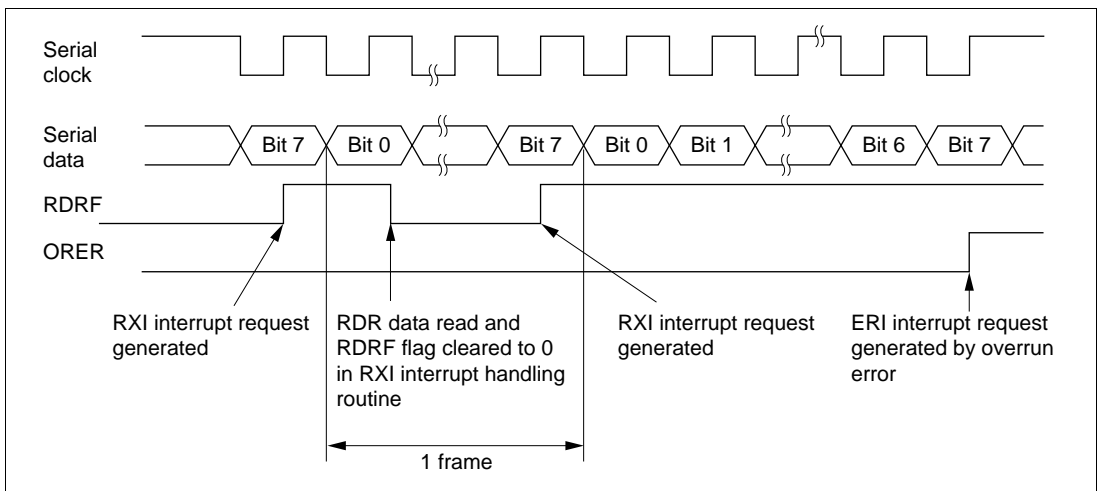 Serial
clock
Serial
data
Bit 7 Bit 0 Bit 7 Bit 0 Bit 1 Bit 6 Bit 7
RDRF
ORER
RXI interrupt request
generated
RDR data read and
RDRF flag cleared to 0
in RXI interrupt handling
routine
RXI interrupt request
generated
ERI interrupt request
generated by overrun
error
1 frame